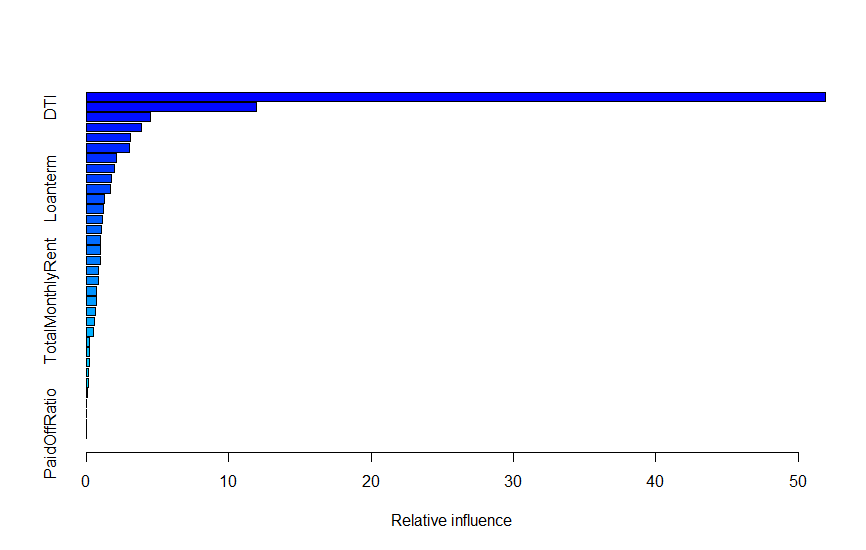 DTI
Loanterm
TotalMonthlyRent
PaidOffRatio
0 10 20 30 40 50
Relative influence